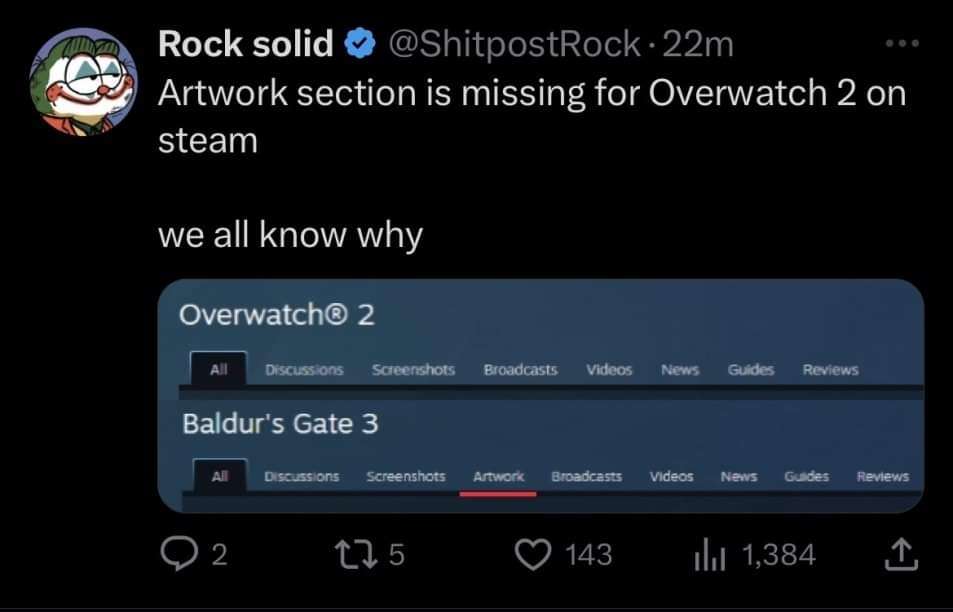 Rock solid @ShitpostRock · 22m
Artwork section is missing for Overwatch 2 on
steam
we all know why
Overwatch® 2
All Discussions Screenshots Broadcasts Videos News Guides Reviews
Baldur's Gate 3
All Discussions Screenshots Artwork Broadcasts Videos News Guides Reviews
2 5 143 1,384